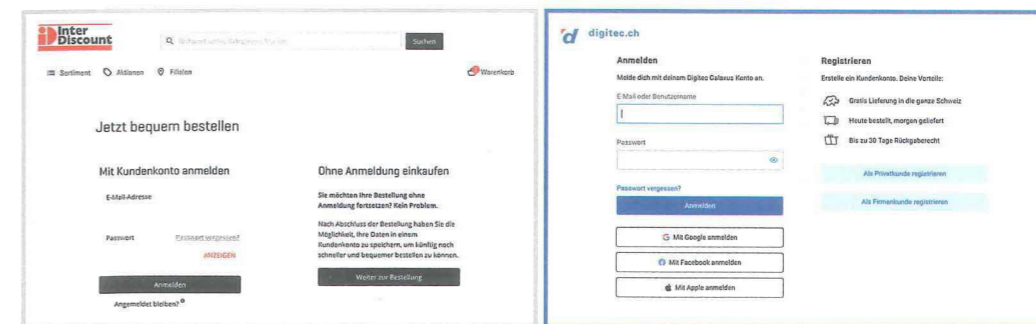 Inter
Discount
Suchen
Sortiment
Aktionen
Filialen
Warenkorb
Jetzt bequem bestellen
Mit Kundenkonto anmelden
E-Mail-Adresse
Passwort
Passwort vergessen?
ANZEIGEN
Anmelden
Angemeldet bleiben?
Ohne Anmeldung einkaufen
Sie möchten Ihre Bestellung ohne
Anmeldung fortsetzen? Kein Problem.
Nach Abschluss der Bestellung haben Sie die
Möglichkeit, Ihre Daten in einem
Kundenkonto zu speichern, um künftig noch
schneller und bequemer bestellen zu können.
Weiter zur Bestellung
digitec.ch
Anmelden
Melde dich mit deinem Digitec Galaxus Konto an.
E-Mail oder Benutzername
Passwort
Passwort vergessen?
Anmelden
Mit Google anmelden
Mit Facebook anmelden
Mit Apple anmelden
Registrieren
Erstelle ein Kundenkonto. Deine Vorteile:
Gratis Lieferung in die ganze Schweiz
Heute bestellt, morgen geliefert
Bis zu 30 Tage Rückgaberecht
Als Privatkunde registrieren
Als Firmenkunde registrieren